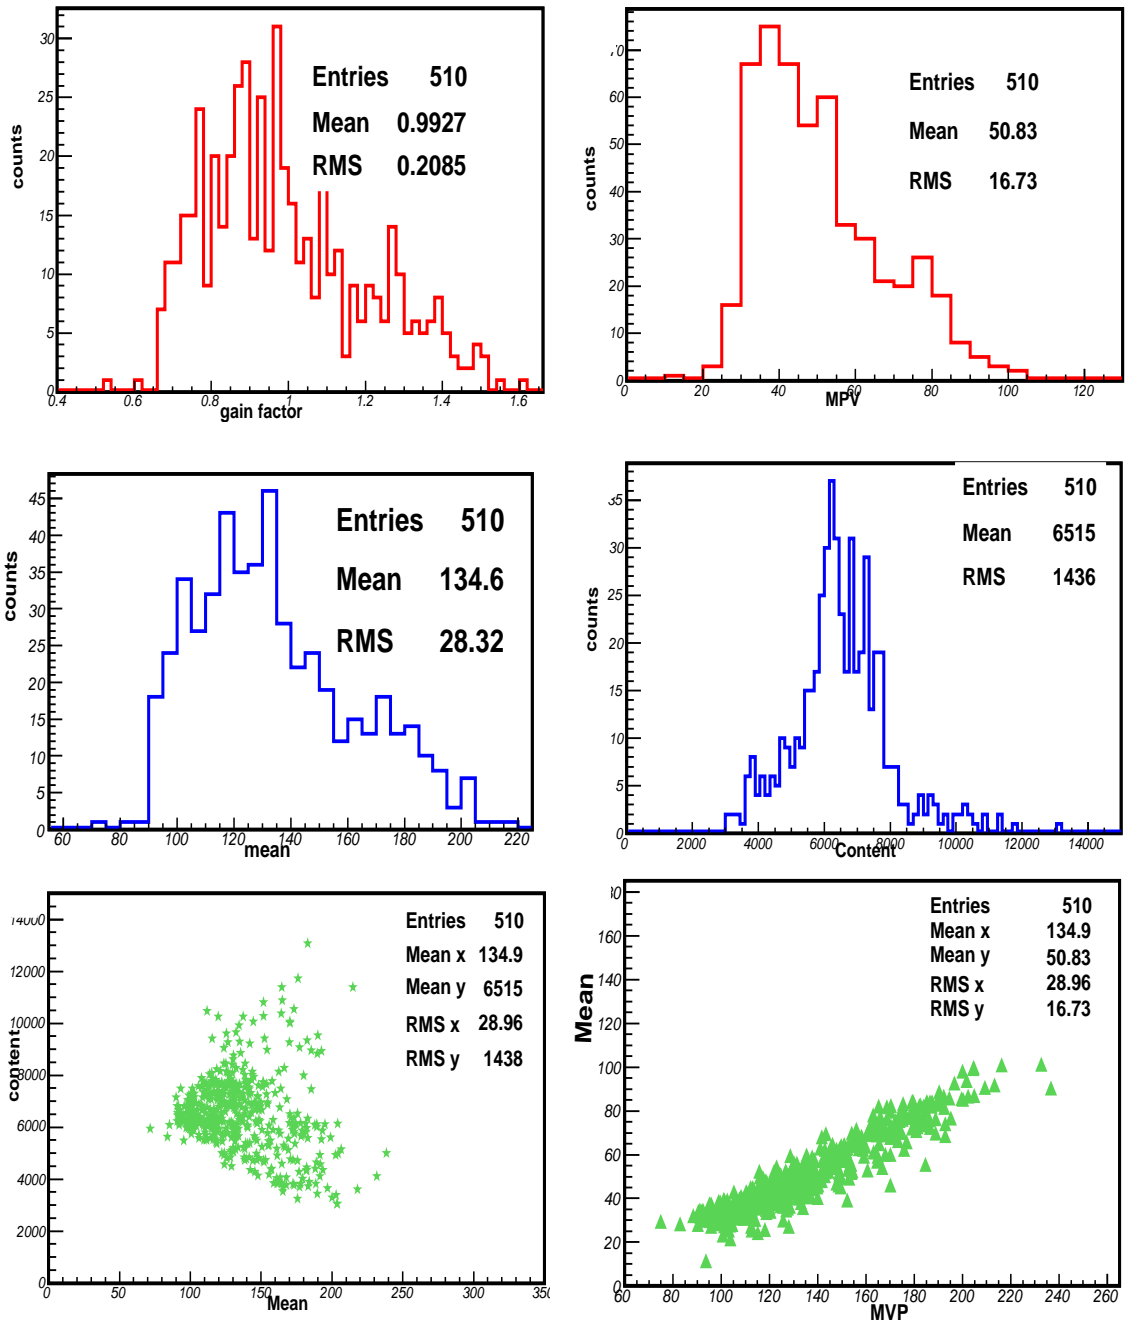 30
25
20
15
10
5
0
counts
Entries 510
Mean 0.9927
RMS 0.2085
0.4 0.6 0.8 1 1.2 1.4 1.6
gain factor
60
50
40
30
20
10
0
counts
Entries 510
Mean 50.83
RMS 16.73
20 40 60 80 100 120
MPV
45
40
35
30
25
20
15
10
5
0
counts
Entries 510
Mean 134.6
RMS 28.32
60 80 100 120 140 160 180 200 220
mean
35
30
25
20
15
10
5
0
counts
Entries 510
Mean 6515
RMS 1436
0 2000 4000 6000 8000 10000 12000 14000
Content
14000
12000
10000
8000
6000
4000
2000
0
content
Entries 510
Mean x 134.9
Mean y 6515
RMS x 28.96
RMS y 1438
0 50 100 150 200 250 300
Mean
160
140
120
100
80
60
40
20
0
Mean
Entries 510
Mean x 134.9
Mean y 50.83
RMS x 28.96
RMS y 16.73
60 80 100 120 140 160 180 200 220 240 260
MVP